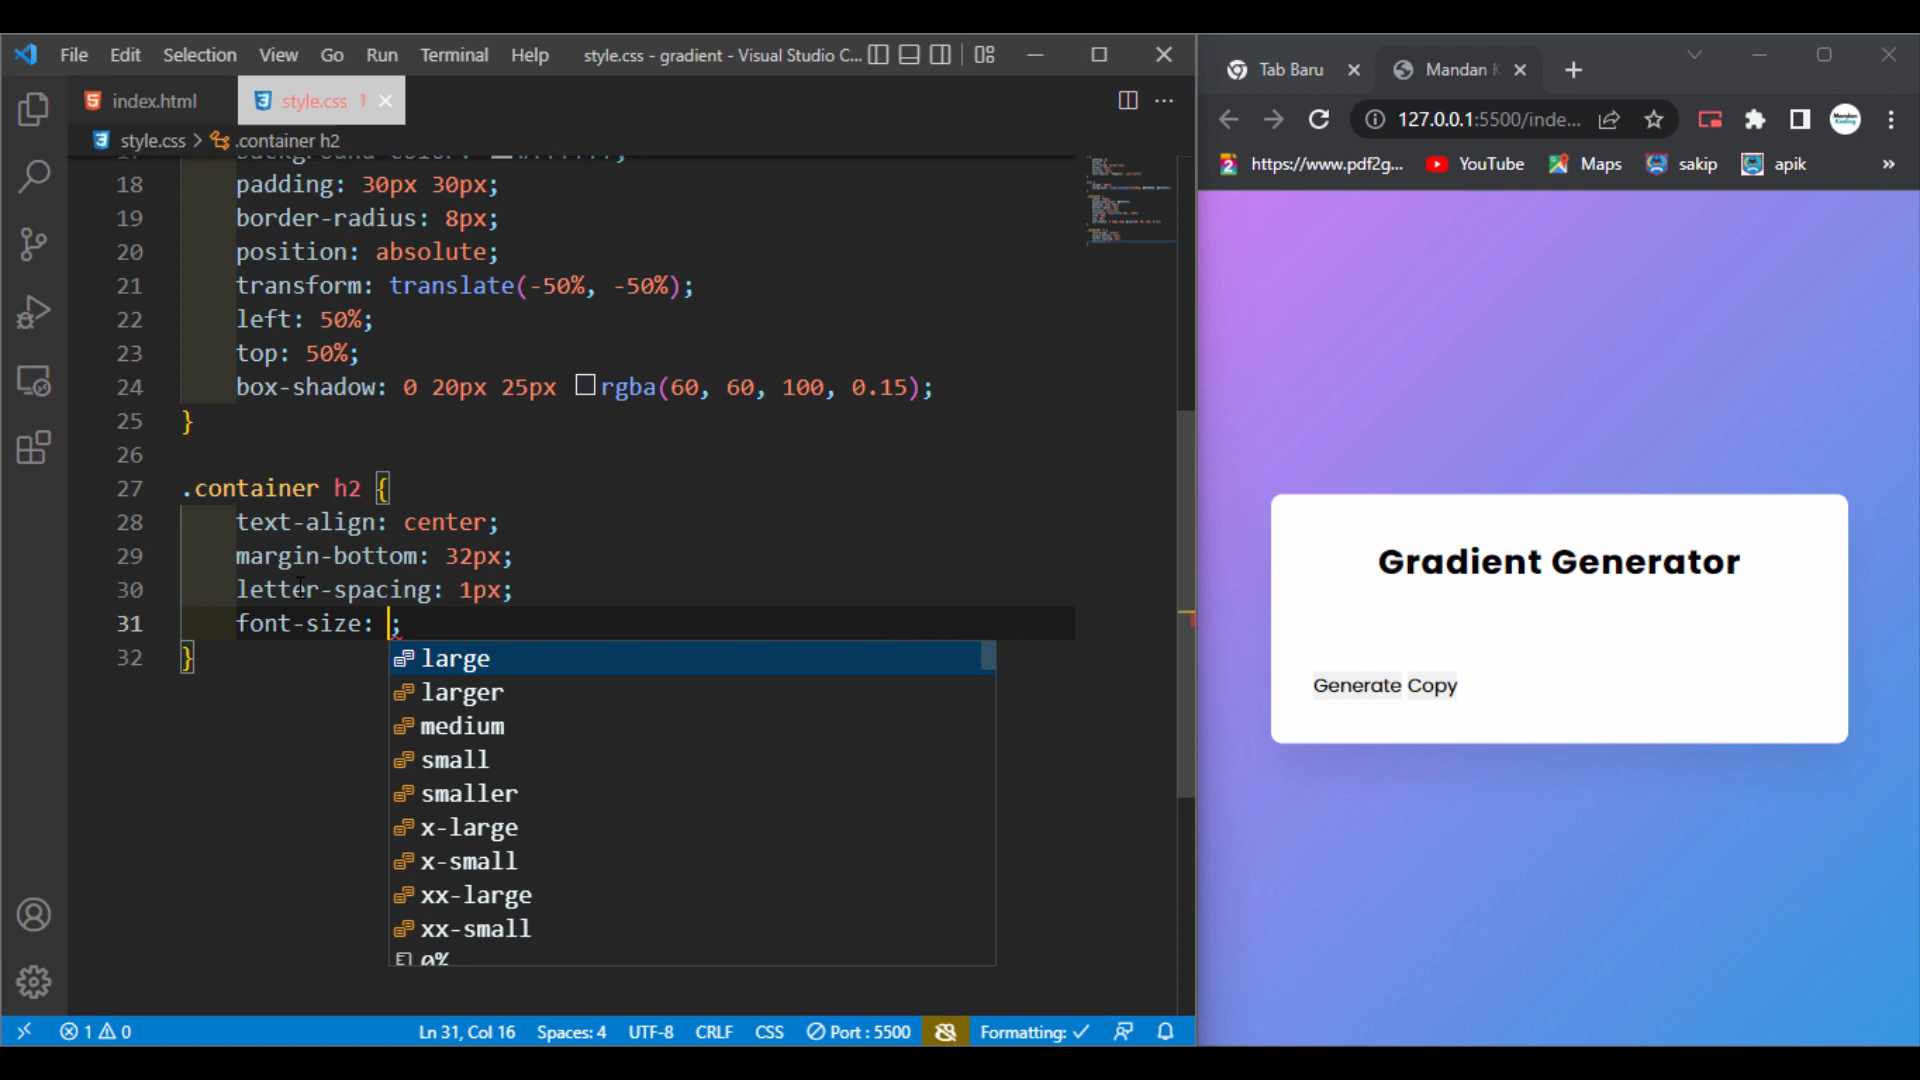 File Edit Selection View Go Run Terminal Help style.css - gradient - Visual Studio C...
index.html style.css 1
style.css > .container h2
18 padding: 30px 30px;
19 border-radius: 8px;
20 position: absolute;
21 transform: translate(-50%, -50%);
22 left: 50%;
23 top: 50%;
24 box-shadow: 0 20px 25px rgba(60, 60, 100, 0.15);
25 }
26
27 .container h2 {
28 text-align: center;
29 margin-bottom: 32px;
30 letter-spacing: 1px;
31 font-size: ;
32 }
large
larger
medium
small
smaller
x-large
x-small
xx-large
xx-small
0%
1 0 Ln 31, Col 16 Spaces: 4 UTF-8 CRLF CSS Port : 5500 Formatting: ✓
Tab Baru Mandan K
127.0.0.1:5500/inde...
https://www.pdf2g... YouTube Maps sakip apik »
Gradient Generator
Generate Copy